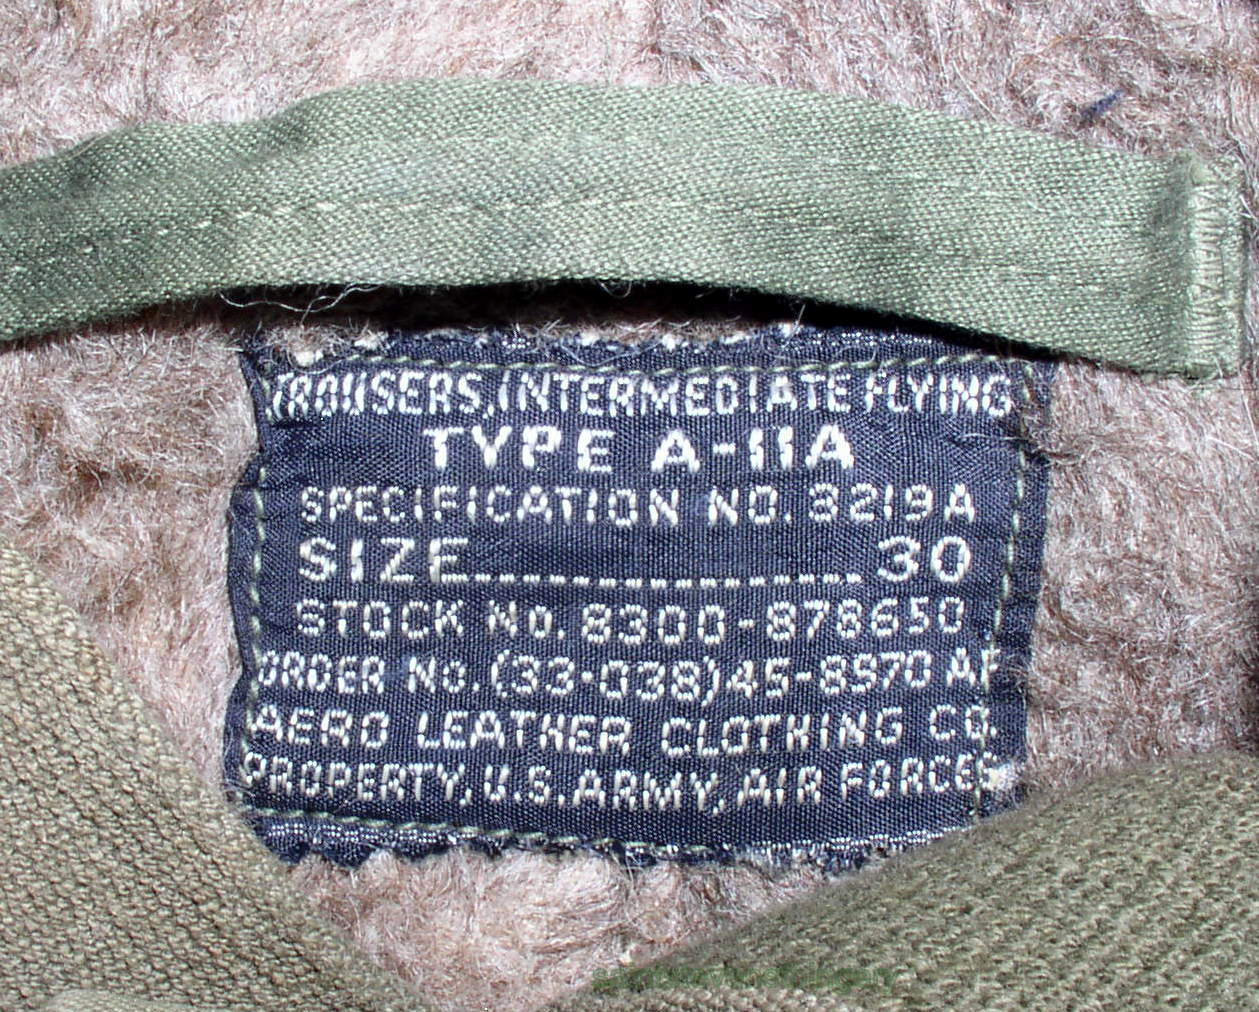 TROUSERS, INTERMEDIATE FLYING
TYPE A-11A
SPECIFICATION NO. 3219A
SIZE 30
STOCK No. 8300-878650
ORDER No. (33-038)45-8970 AF
AERO LEATHER CLOTHING CO.
PROPERTY, U.S. ARMY, AIR FORCES